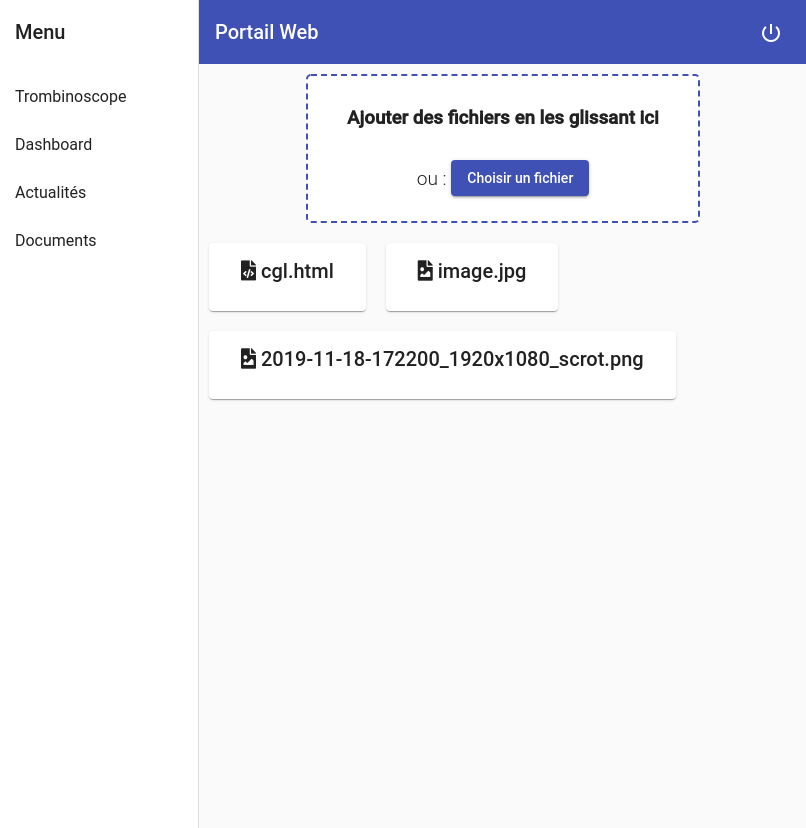 Menu
Portail Web
Trombinoscope
Dashboard
Actualités
Documents
Ajouter des fichiers en les glissant ici
ou : Choisir un fichier
cgl.html
image.jpg
2019-11-18-172200_1920x1080_scrot.png